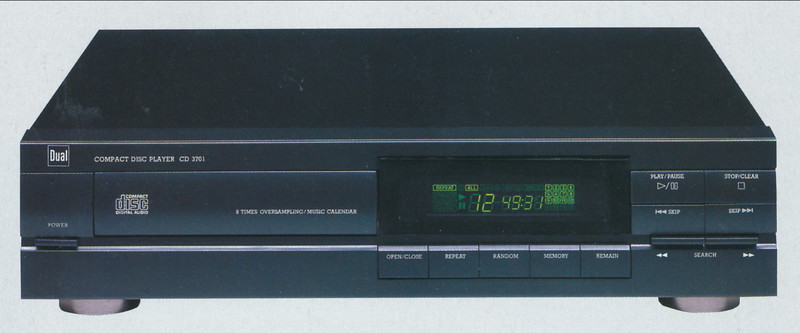 Dual
COMPACT DISC PLAYER CD 3701
PLAY/PAUSE
STOP/CLEAR
REPEAT ALL
COMPACT
disc
DIGITAL AUDIO
8 TIMES OVERSAMPLING/MUSIC CALENDAR
12 49:31
SKIP
SKIP
POWER
OPEN/CLOSE
REPEAT
RANDOM
MEMORY
REMAIN
SEARCH